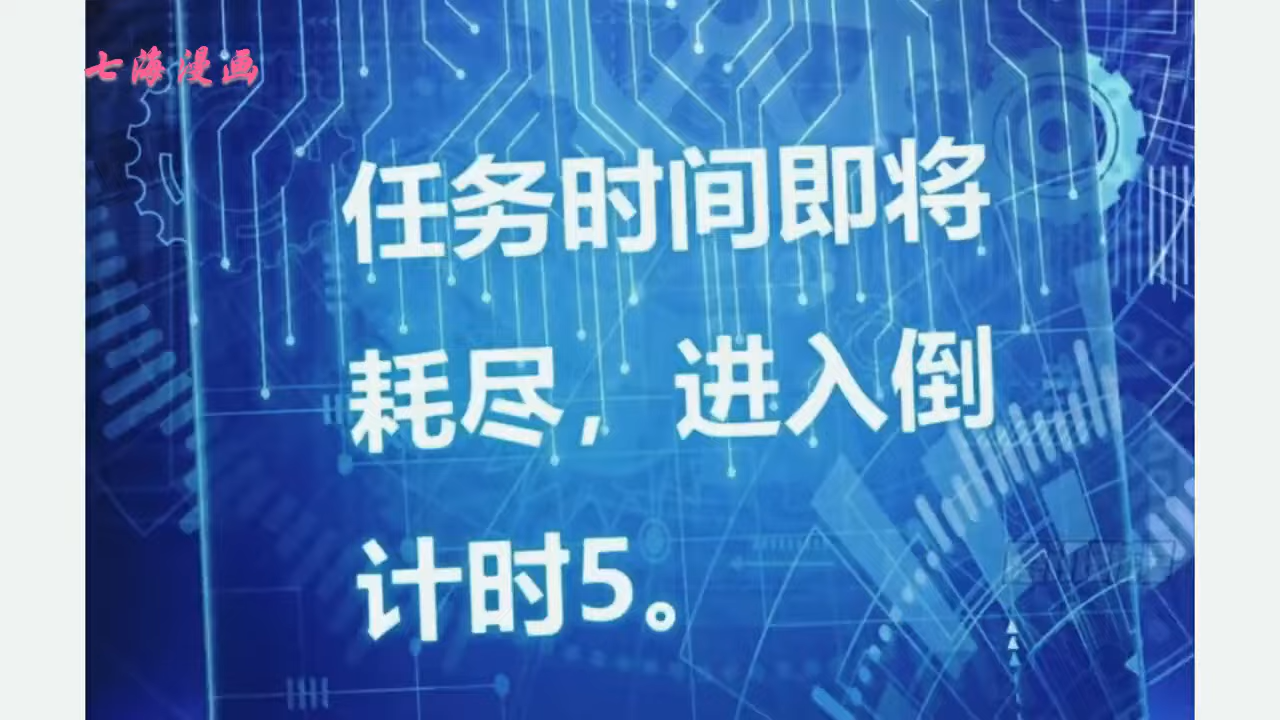 七海漫画
任务时间即将
耗尽，进入倒
计时5。